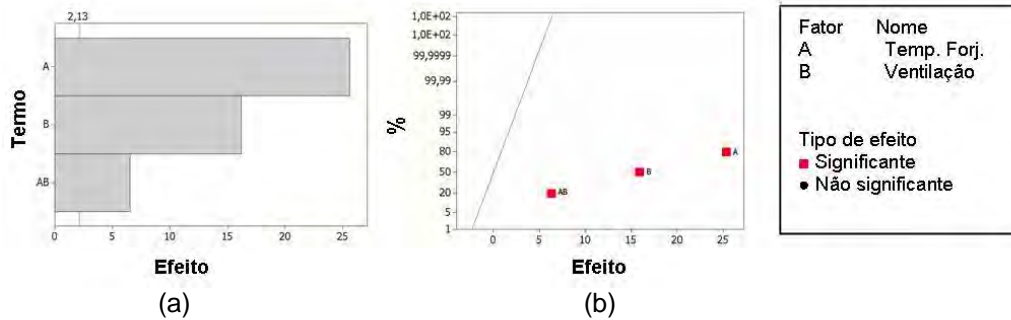 2,13
Termo
A
B
AB
0 5 10 15 20 25
Efeito
(a)
%
1,0E+02
1,0E+02
99,9999
99,99
99
95
80
50
20
5
1
A
B
AB
0 5 10 15 20 25
Efeito
(b)
Fator Nome
A Temp. Forj.
B Ventilação
Tipo de efeito
Significante
Não significante